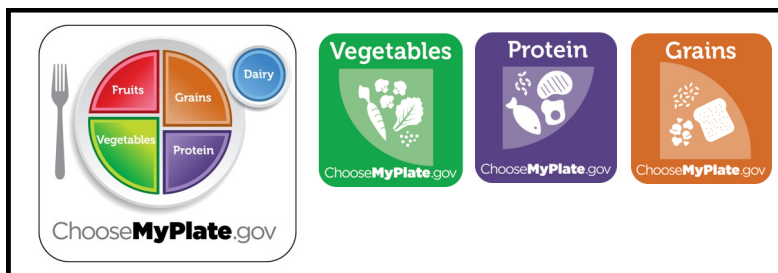 Fruits
Grains
Dairy
Vegetables
Protein
ChooseMyPlate.gov
Vegetables
ChooseMyPlate.gov
Protein
ChooseMyPlate.gov
Grains
ChooseMyPlate.gov